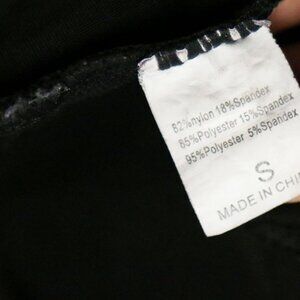 82%nylon 18%Spandex
85%Polyester 15%Spandex
95%Polyester 5%Spandex
S
MADE IN CHI